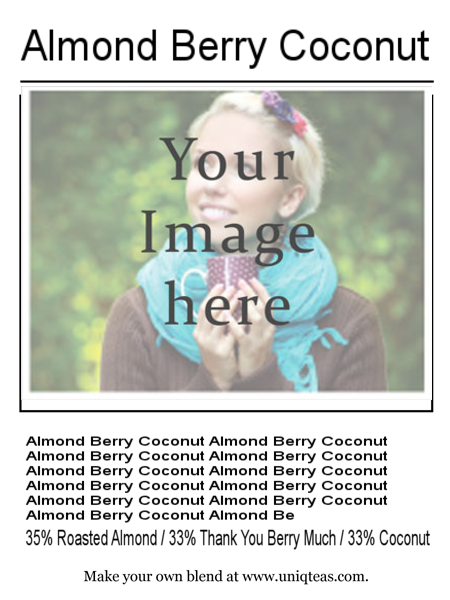 Almond Berry Coconut
Your
Image
here
Almond Berry Coconut Almond Berry Coconut
Almond Berry Coconut Almond Berry Coconut
Almond Berry Coconut Almond Berry Coconut
Almond Berry Coconut Almond Berry Coconut
Almond Berry Coconut Almond Berry Coconut
Almond Berry Coconut Almond Be
35% Roasted Almond / 33% Thank You Berry Much / 33% Coconut
Make your own blend at www.uniqteas.com.